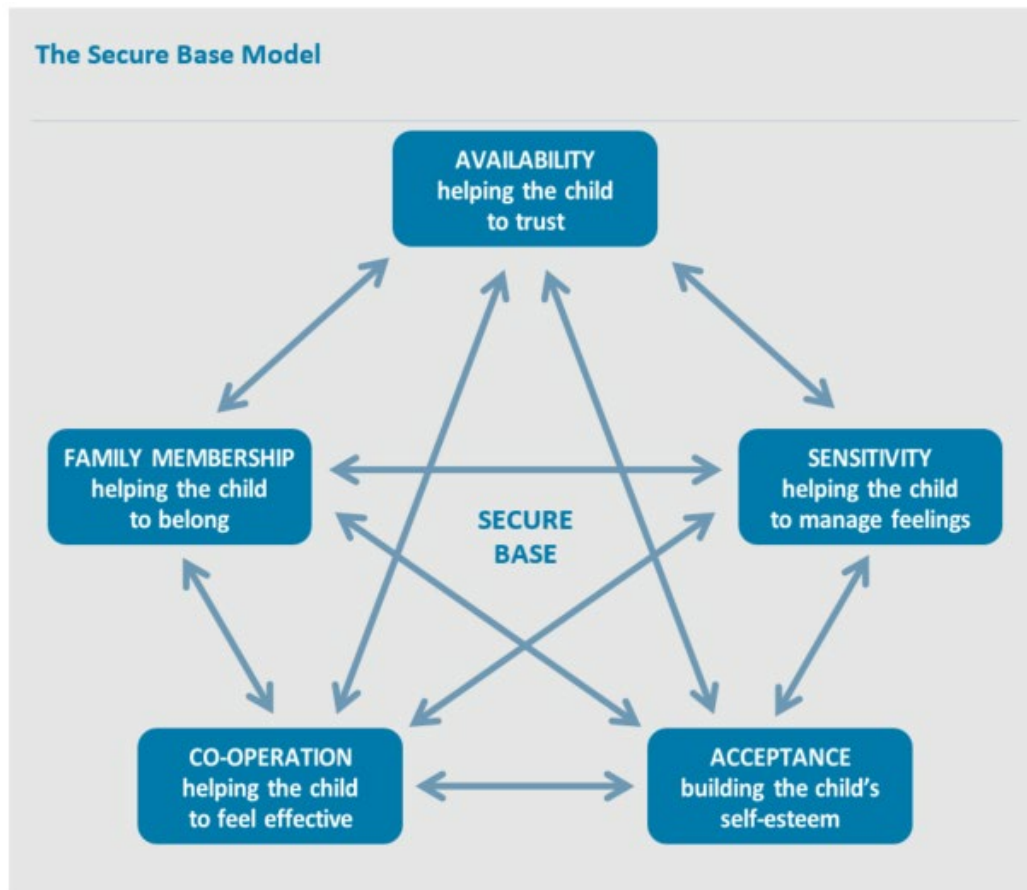 The Secure Base Model
AVAILABILITY
helping the child
to trust
FAMILY MEMBERSHIP
helping the child
to belong
SENSITIVITY
helping the child
to manage feelings
SECURE
BASE
CO-OPERATION
helping the child
to feel effective
ACCEPTANCE
building the child's
self-esteem